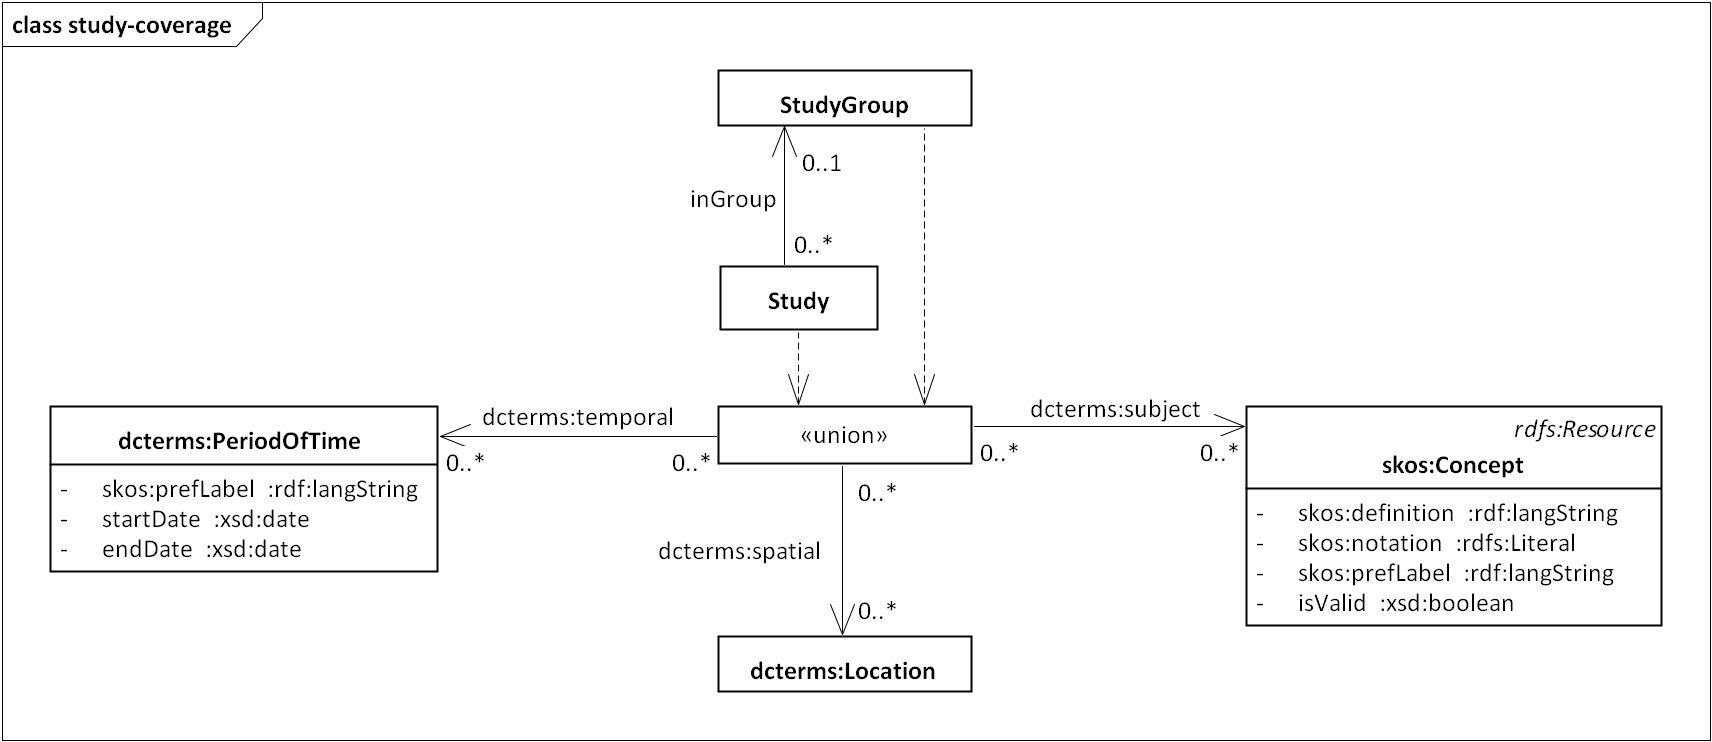 class study-coverage
StudyGroup
0..1
inGroup
0..*
Study
dcterms:temporal
dcterms:subject
«union»
dcterms:PeriodOfTime
0..*
0..*
0..*
0..*
rdfs:Resource
skos:Concept
- skos:prefLabel :rdf:langString
- startDate :xsd:date
- endDate :xsd:date
0..*
dcterms:spatial
0..*
- skos:definition :rdf:langString
- skos:notation :rdfs:Literal
- skos:prefLabel :rdf:langString
- isValid :xsd:boolean
dcterms:Location